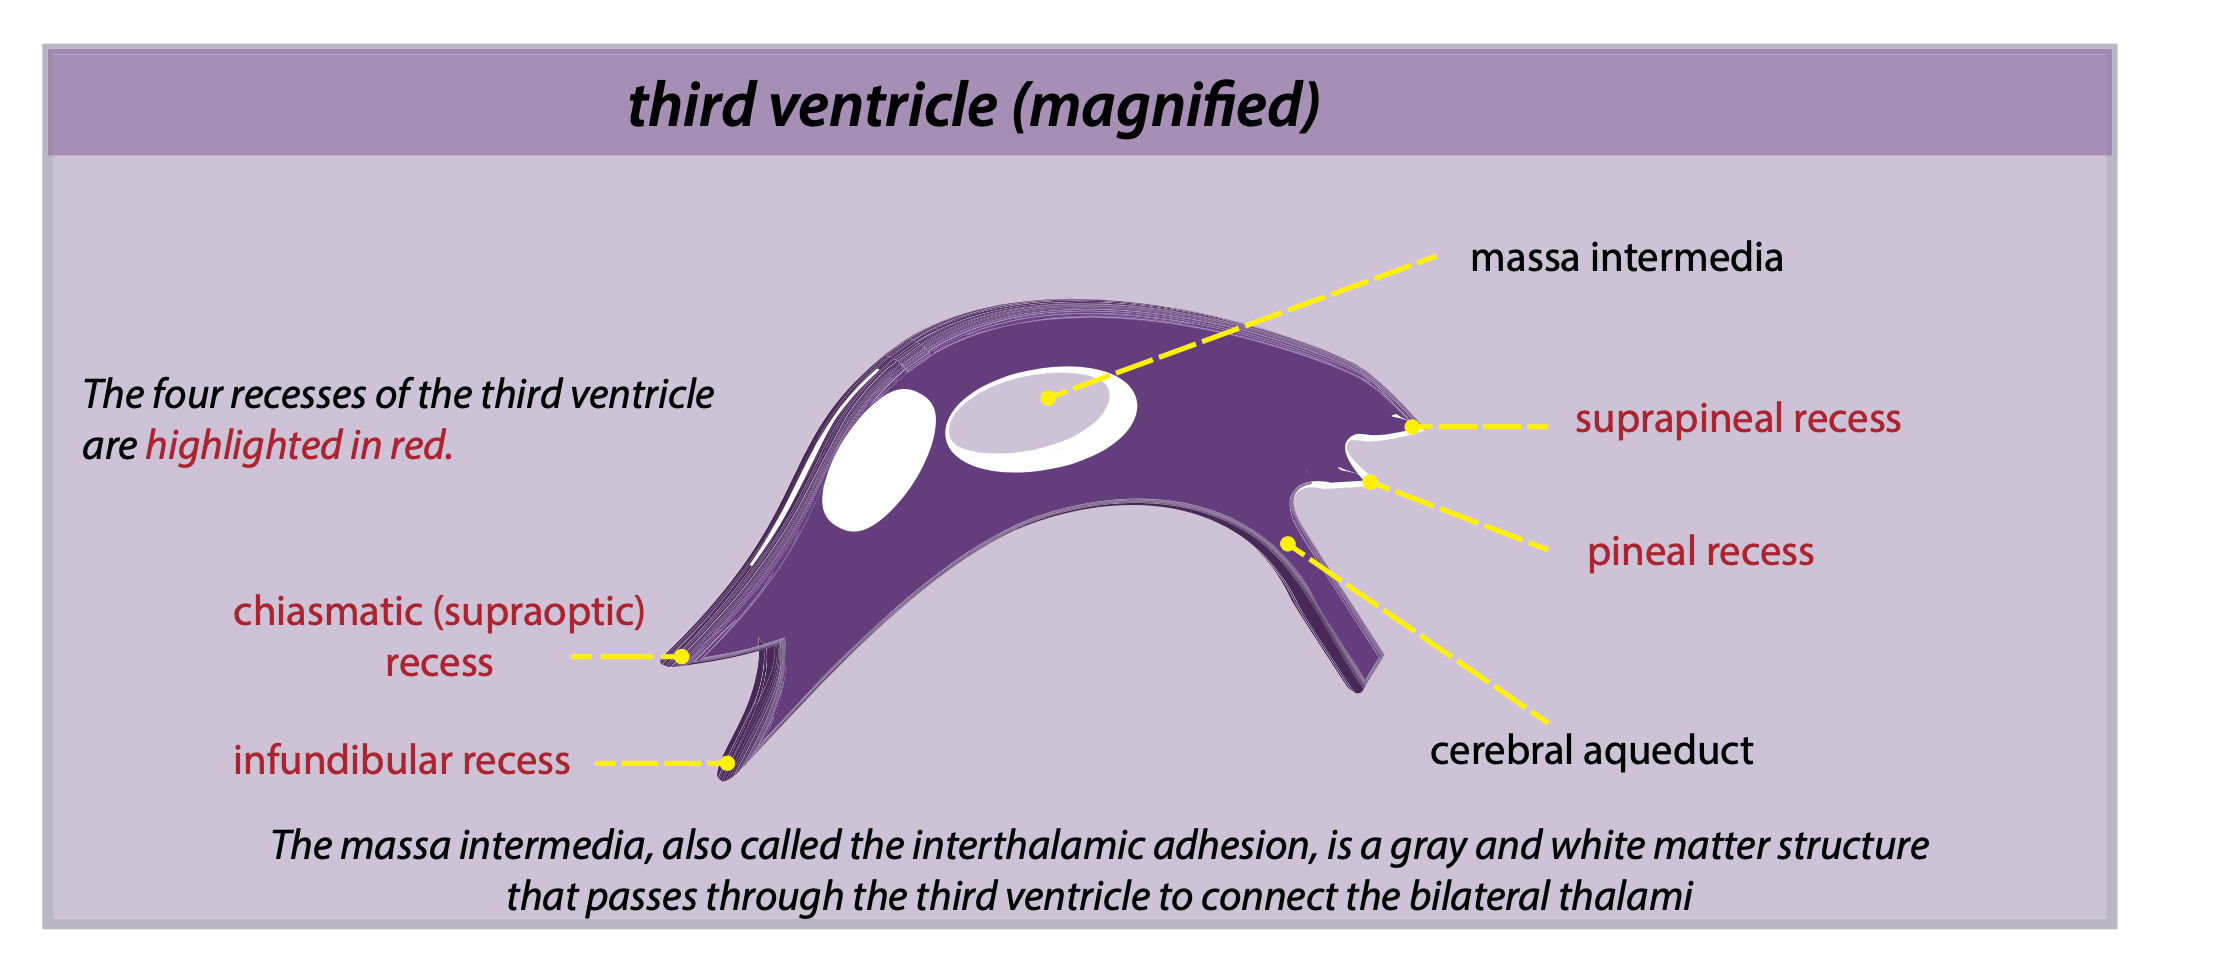 third ventricle (magnified)
massa intermedia
The four recesses of the third ventricle
are highlighted in red.
suprapineal recess
pineal recess
chiasmatic (supraoptic)
recess
infundibular recess
cerebral aqueduct
The massa intermedia, also called the interthalamic adhesion, is a gray and white matter structure
that passes through the third ventricle to connect the bilateral thalami